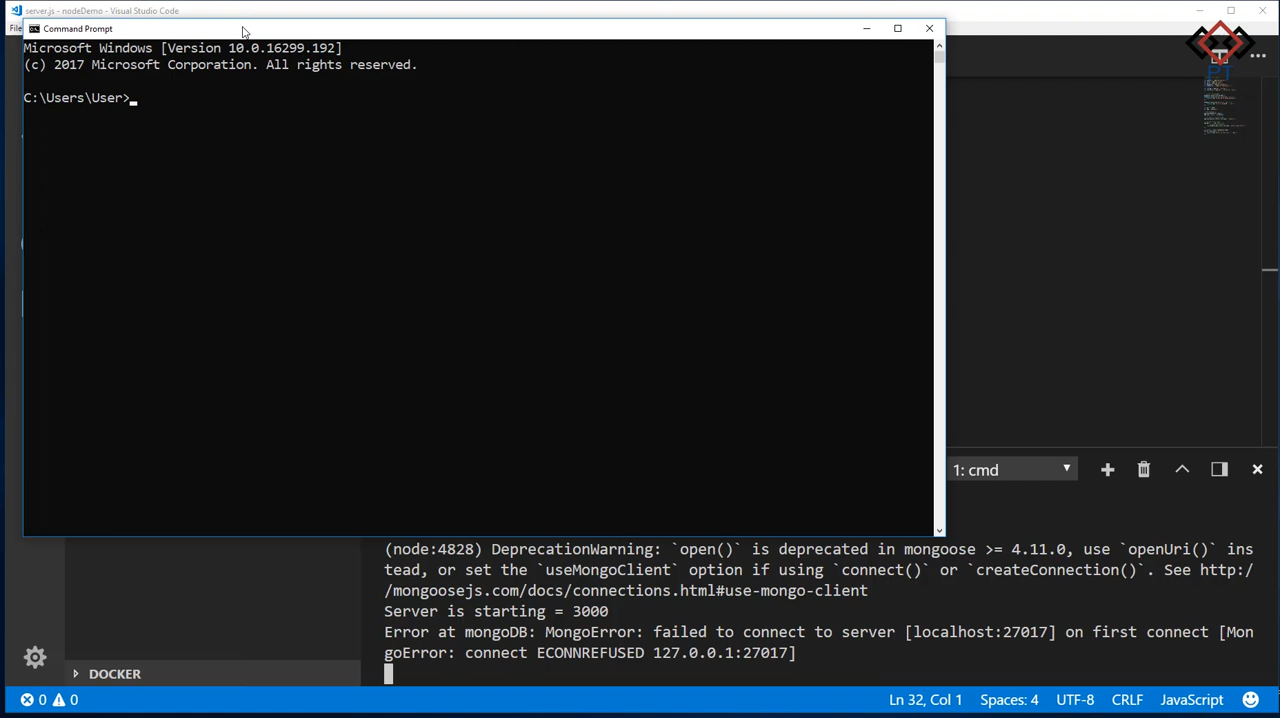 server.js - nodeDemo - Visual Studio Code
File
Command Prompt
Microsoft Windows [Version 10.0.16299.192]
(c) 2017 Microsoft Corporation. All rights reserved.
C:\Users\User>
PT
1: cmd
(node:4828) DeprecationWarning: `open()` is deprecated in mongoose >= 4.11.0, use `openUri()` ins
tead, or set the `useMongoClient` option if using `connect()` or `createConnection()`. See http:/
/mongoosejs.com/docs/connections.html#use-mongo-client
Server is starting = 3000
Error at mongoDB: MongoError: failed to connect to server [localhost:27017] on first connect [Mon
goError: connect ECONNREFUSED 127.0.0.1:27017]
DOCKER
0 0 Ln 32, Col 1 Spaces: 4 UTF-8 CRLF JavaScript